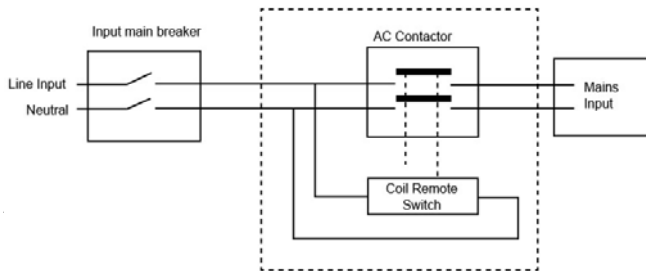 Input main breaker
AC Contactor
Line Input
Neutral
Mains
Input
Coil Remote
Switch